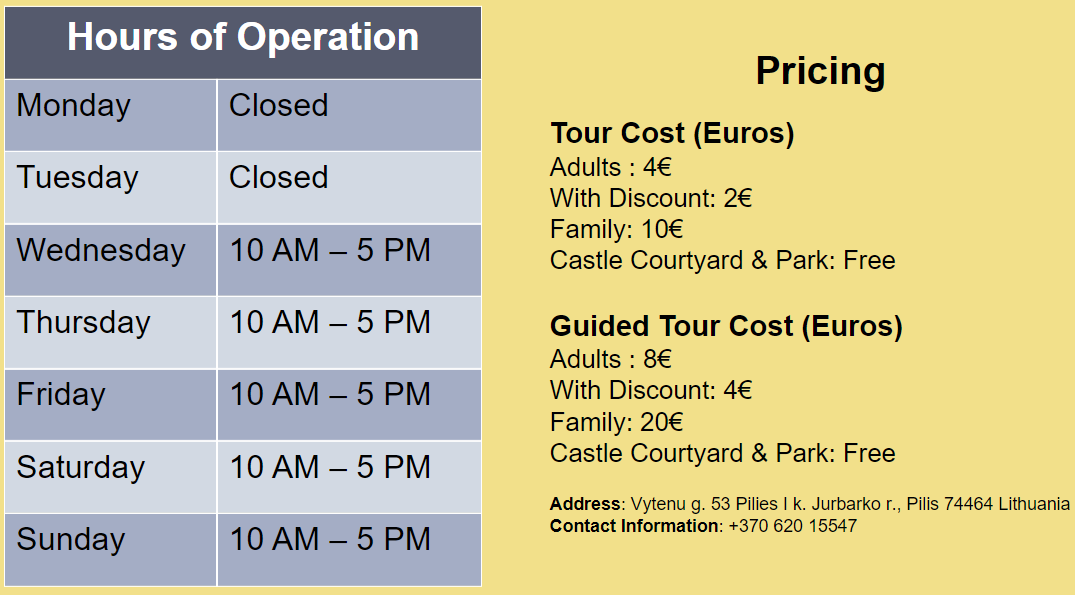 Hours of Operation
Monday Closed
Tuesday Closed
Wednesday 10 AM – 5 PM
Thursday 10 AM – 5 PM
Friday 10 AM – 5 PM
Saturday 10 AM – 5 PM
Sunday 10 AM – 5 PM
Pricing
Tour Cost (Euros)
Adults : 4€
With Discount: 2€
Family: 10€
Castle Courtyard & Park: Free
Guided Tour Cost (Euros)
Adults : 8€
With Discount: 4€
Family: 20€
Castle Courtyard & Park: Free
Address: Vytenu g. 53 Pilies I k. Jurbarko r., Pilis 74464 Lithuania
Contact Information: +370 620 15547